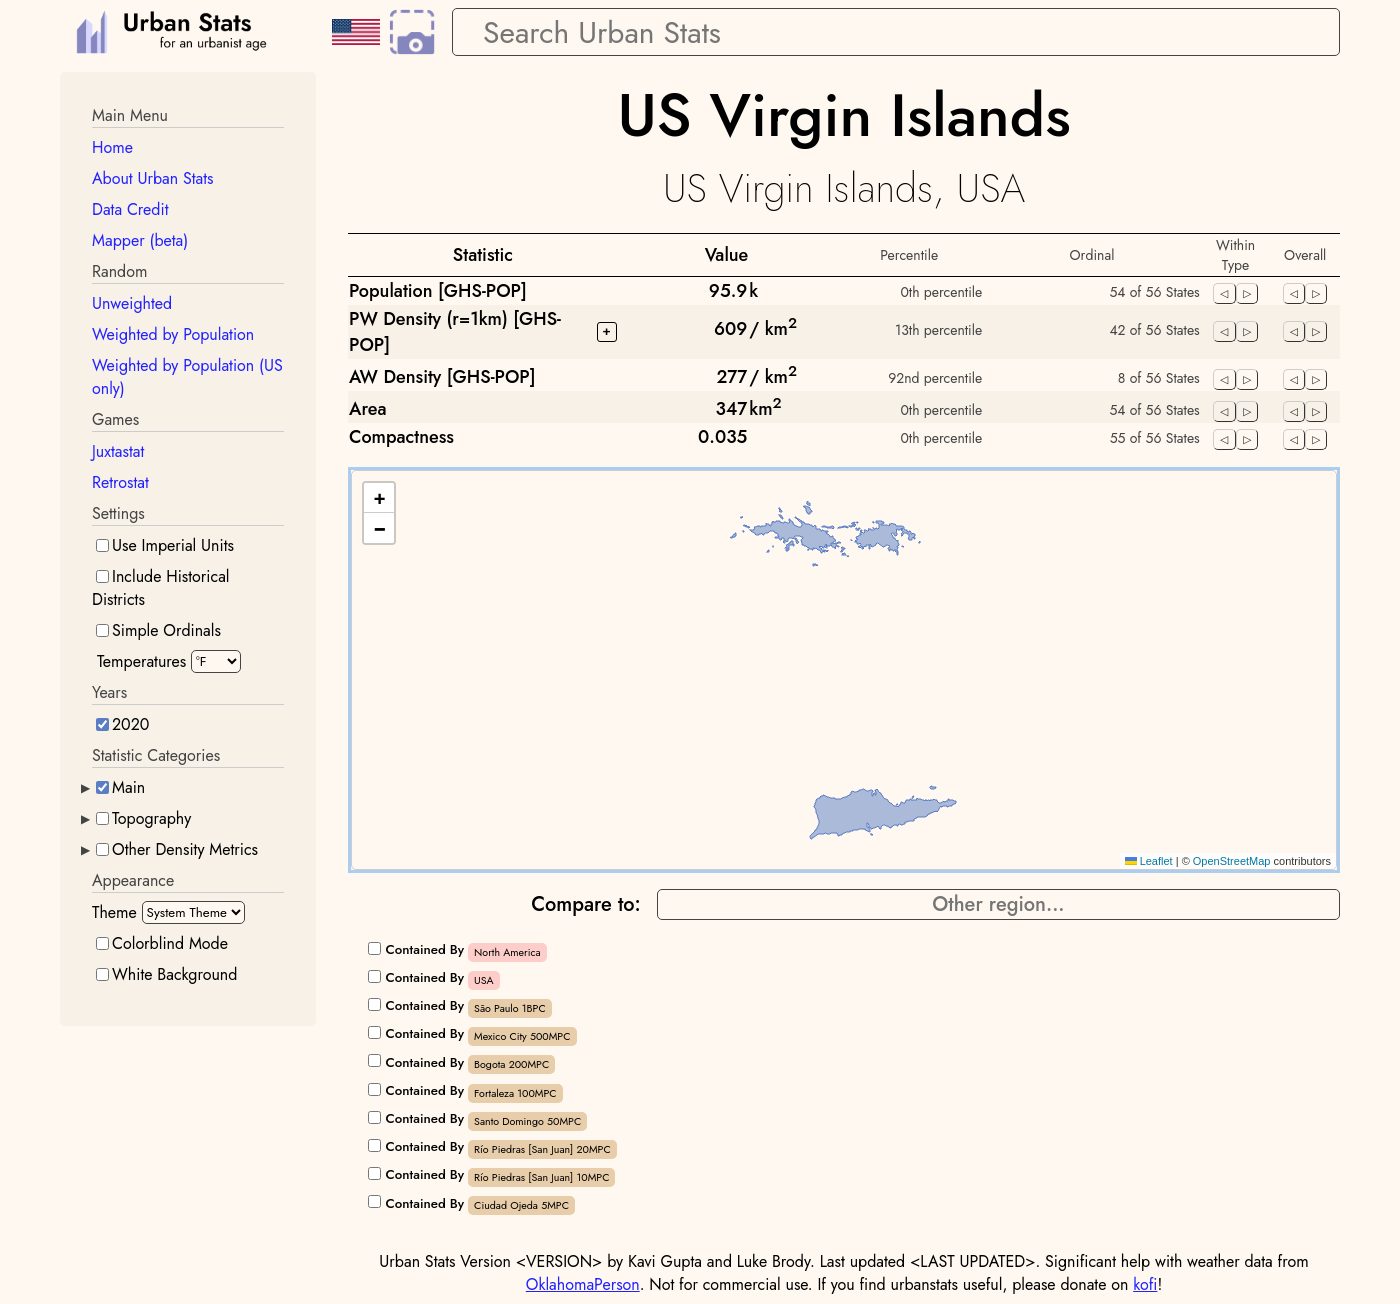 Urban Stats
for an urbanist age
Search Urban Stats
Main Menu
Home
About Urban Stats
Data Credit
Mapper (beta)
Random
Unweighted
Weighted by Population
Weighted by Population (US
only)
Games
Juxtastat
Retrostat
Settings
Use Imperial Units
Include Historical
Districts
Simple Ordinals
Temperatures °F
Years
2020
Statistic Categories
Main
Topography
Other Density Metrics
Appearance
Theme System Theme
Colorblind Mode
White Background
US Virgin Islands
US Virgin Islands, USA
Statistic Value Percentile Ordinal Within Type Overall
Population [GHS-POP] 95.9 k 0th percentile 54 of 56 States
PW Density (r=1km) [GHS-
POP] + 609 / km² 13th percentile 42 of 56 States
AW Density [GHS-POP] 277 / km² 92nd percentile 8 of 56 States
Area 347 km² 0th percentile 54 of 56 States
Compactness 0.035 0th percentile 55 of 56 States
+
−
Leaflet | © OpenStreetMap contributors
Compare to: Other region...
Contained By North America
Contained By USA
Contained By São Paulo 1BPC
Contained By Mexico City 500MPC
Contained By Bogota 200MPC
Contained By Fortaleza 100MPC
Contained By Santo Domingo 50MPC
Contained By Río Piedras [San Juan] 20MPC
Contained By Río Piedras [San Juan] 10MPC
Contained By Ciudad Ojeda 5MPC
Urban Stats Version <VERSION> by Kavi Gupta and Luke Brody. Last updated <LAST UPDATED>. Significant help with weather data from
OklahomaPerson. Not for commercial use. If you find urbanstats useful, please donate on kofi!